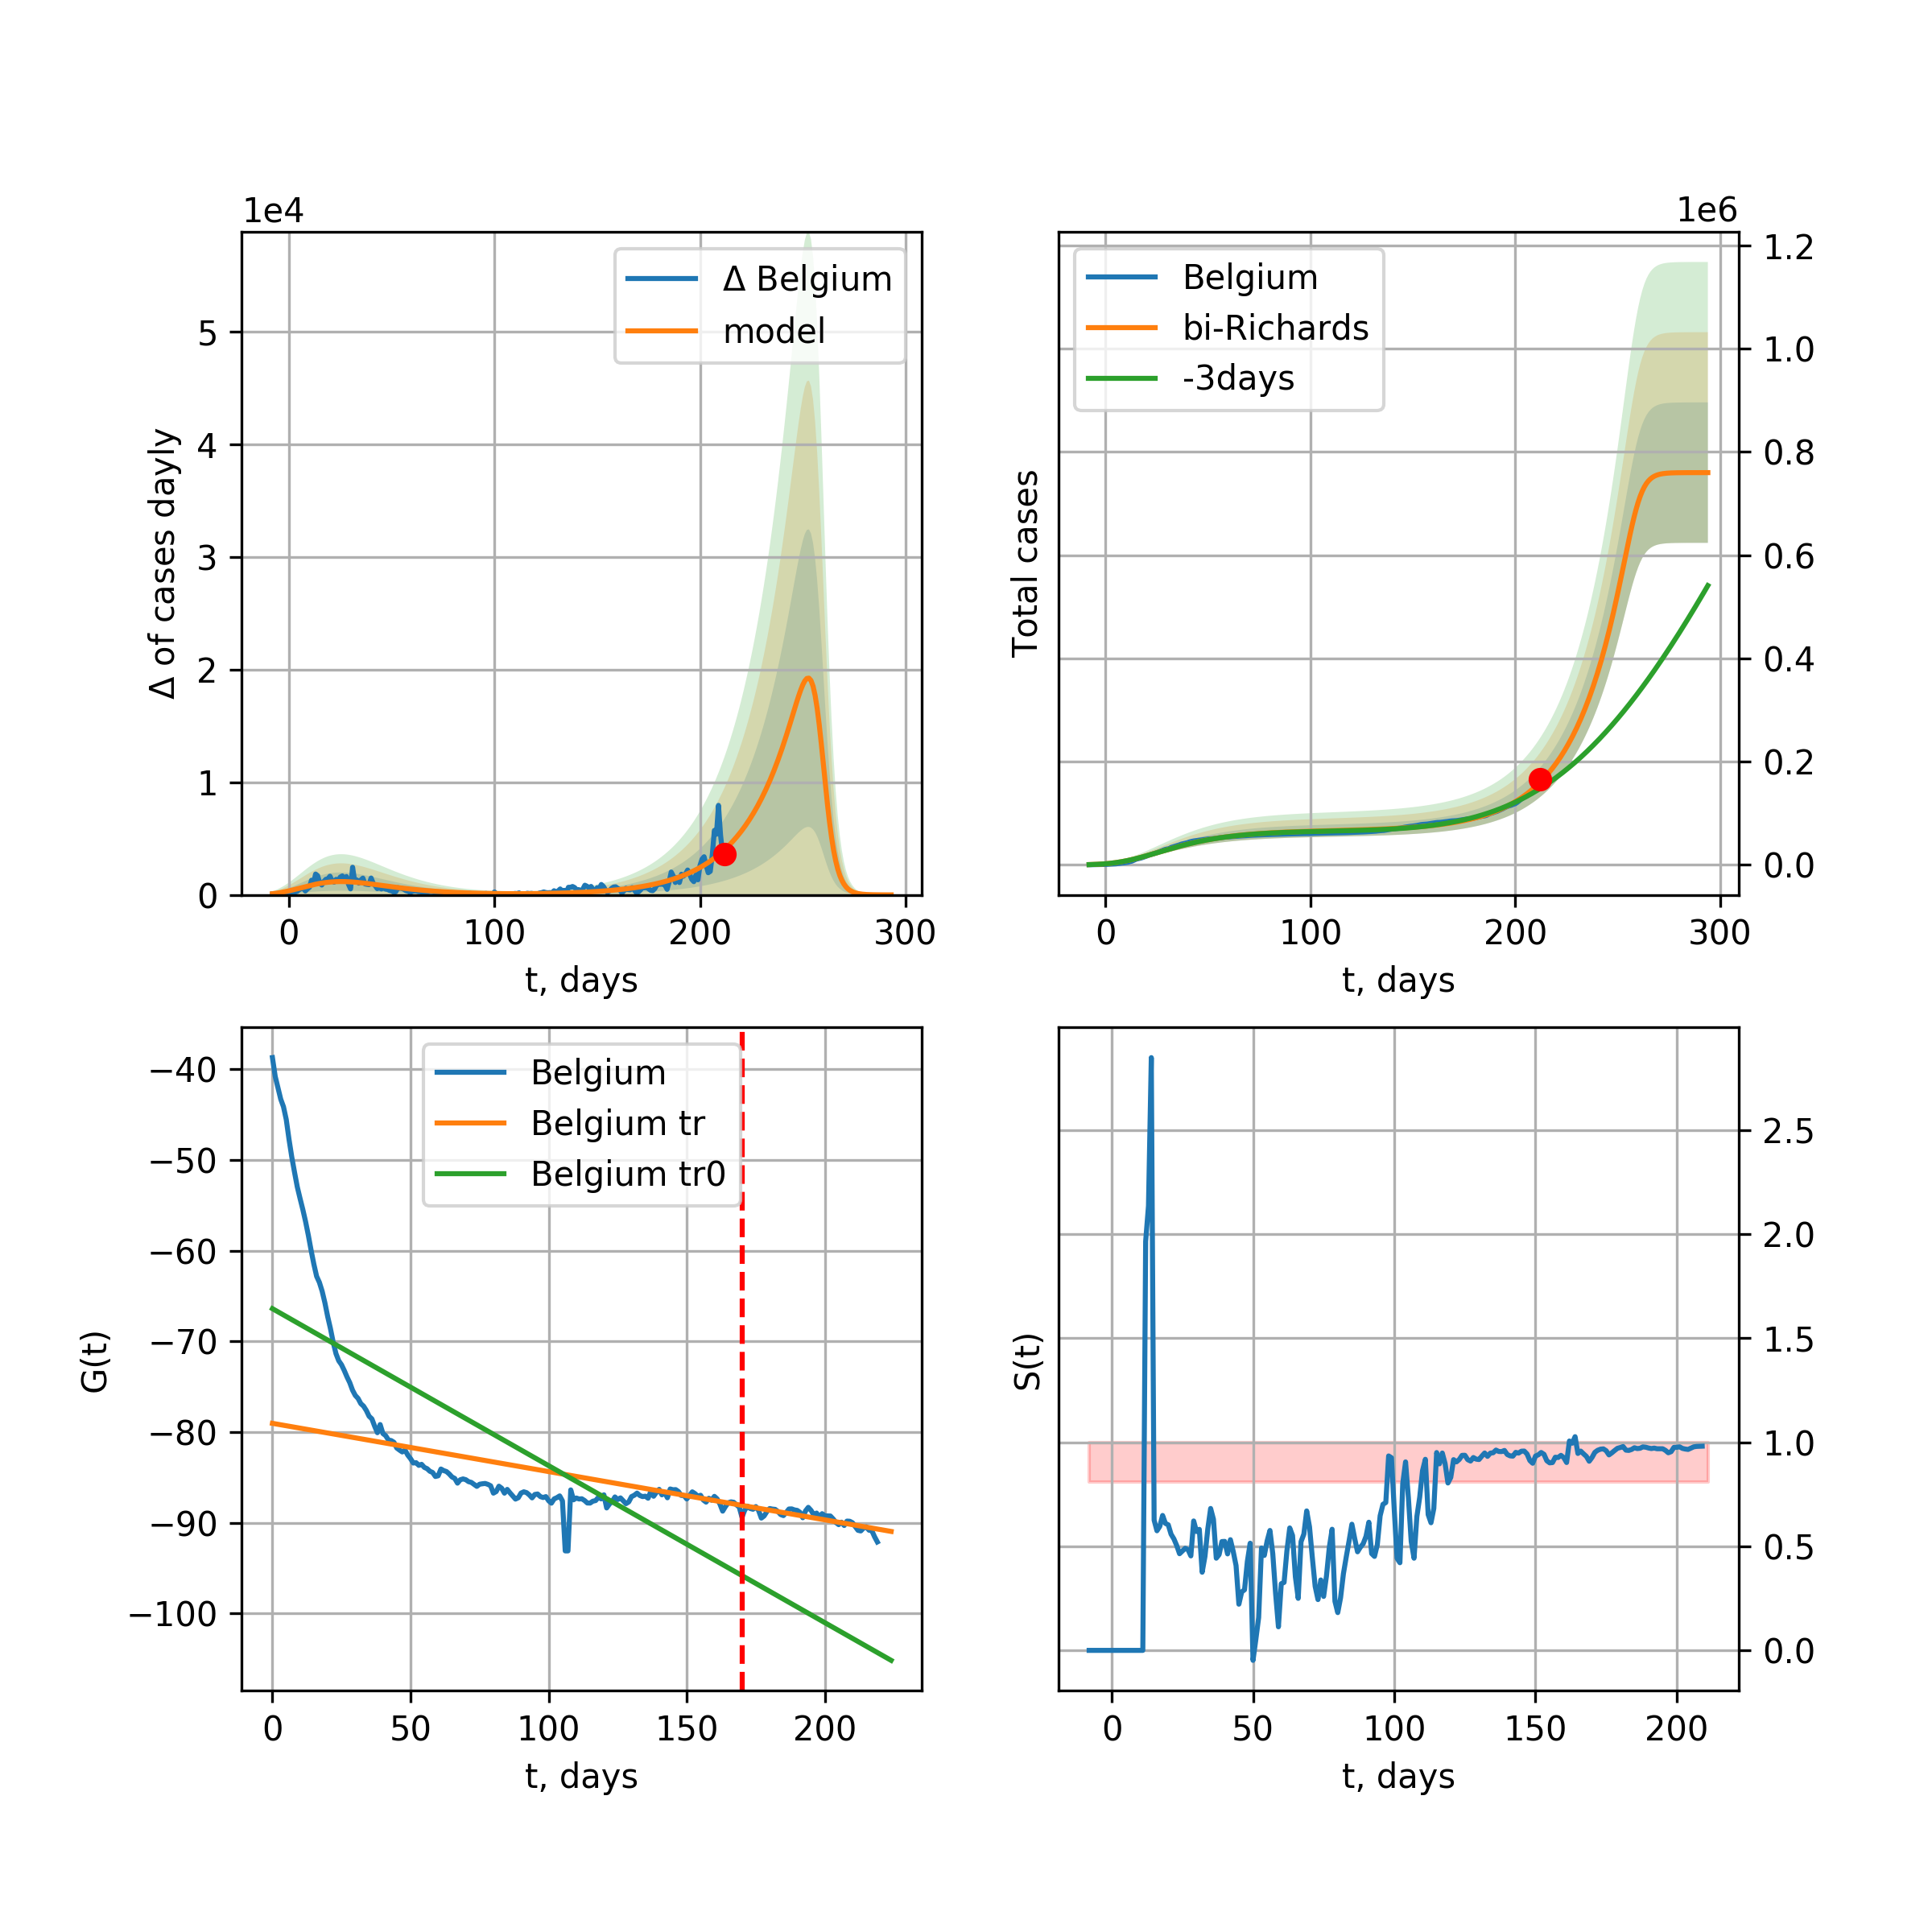 1e4
Δ Belgium
model
Δ of cases dayly
5
4
3
2
1
0
0 100 200 300
t, days
1e6
Belgium
bi-Richards
-3days
Total cases
1.2
1.0
0.8
0.6
0.4
0.2
0.0
0 100 200 300
t, days
Belgium
Belgium tr
Belgium tr0
G(t)
−40
−50
−60
−70
−80
−90
−100
0 50 100 150 200
t, days
S(t)
2.5
2.0
1.5
1.0
0.5
0.0
0 50 100 150 200
t, days